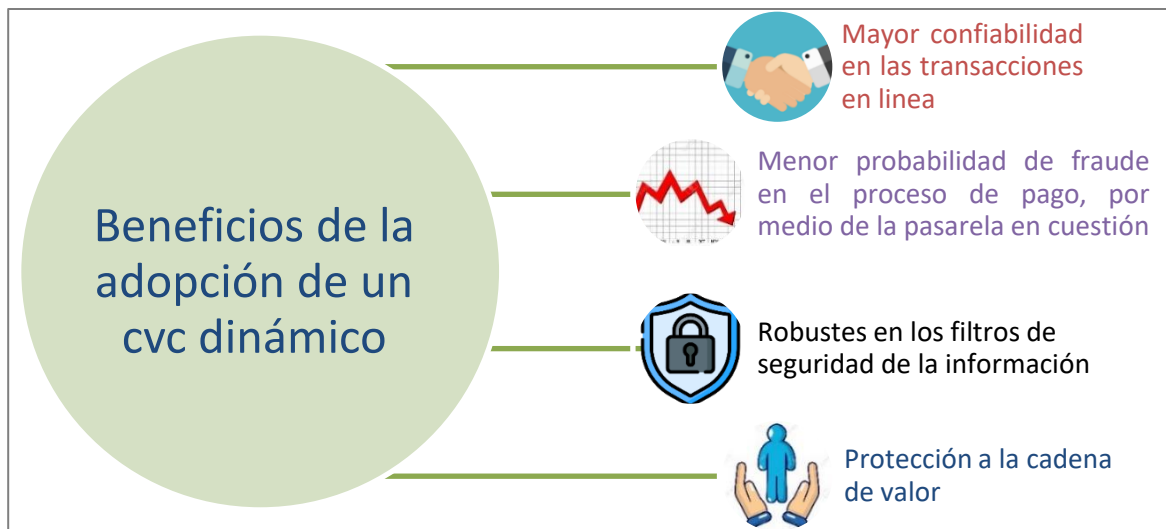 Beneficios de la
adopción de un
cvc dinámico
Mayor confiabilidad
en las transacciones
en linea
Menor probabilidad de fraude
en el proceso de pago, por
medio de la pasarela en cuestión
Robustes en los filtros de
seguridad de la información
Protección a la cadena
de valor